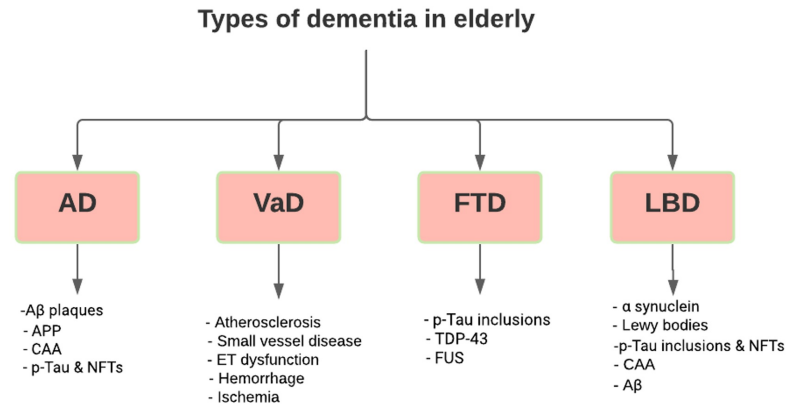 Types of dementia in elderly
AD
VaD
FTD
LBD
-Aβ plaques
- APP
- CAA
- p-Tau & NFTs
- Atherosclerosis
- Small vessel disease
- ET dysfunction
- Hemorrhage
- Ischemia
- p-Tau inclusions
- TDP-43
- FUS
- α synuclein
- Lewy bodies
-p-Tau inclusions & NFTs
- CAA
- Aβ